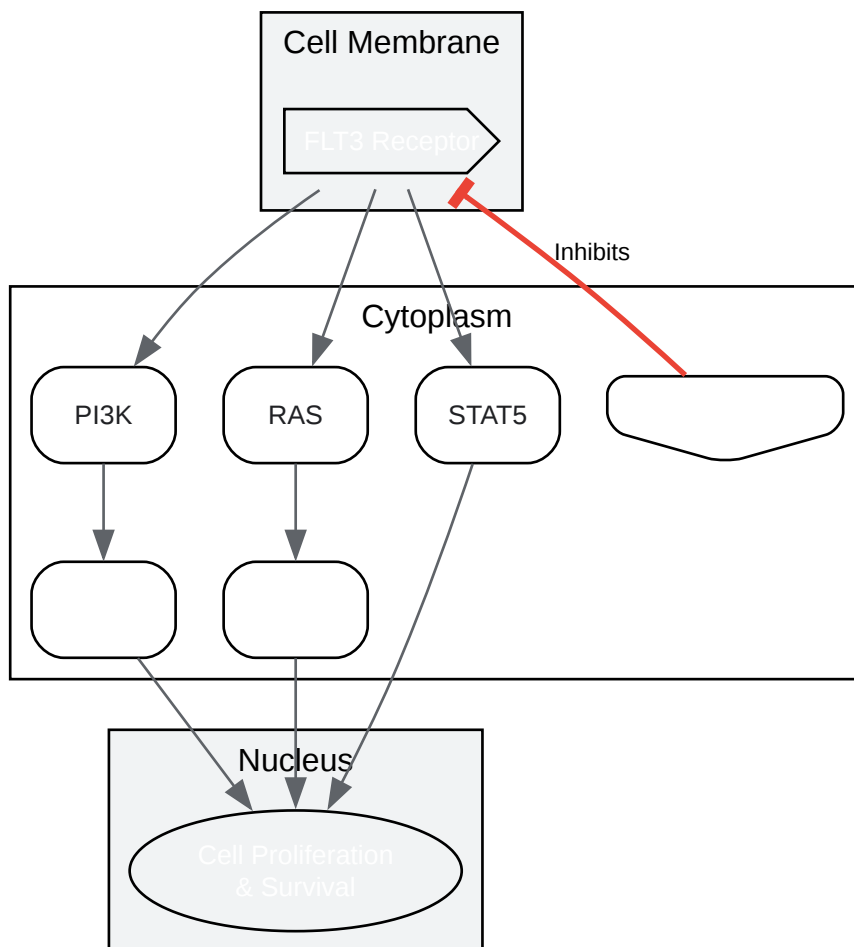 Cell Membrane
FLT3 Receptor
Inhibits
Cytoplasm
PI3K
RAS
STAT5
Nucleus
Cell Proliferation
& Survival